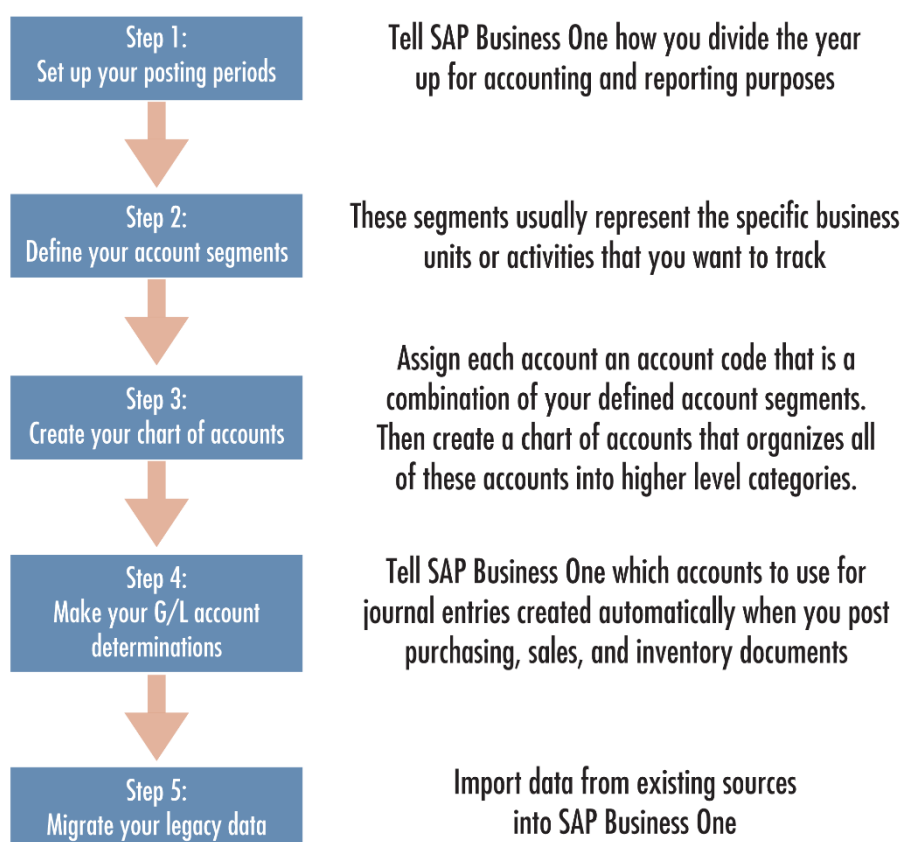 Step 1:
Set up your posting periods
Tell SAP Business One how you divide the year
up for accounting and reporting purposes
Step 2:
Define your account segments
These segments usually represent the specific business
units or activities that you want to track
Step 3:
Create your chart of accounts
Assign each account an account code that is a
combination of your defined account segments.
Then create a chart of accounts that organizes all
of these accounts into higher level categories.
Step 4:
Make your G/L account
determinations
Tell SAP Business One which accounts to use for
journal entries created automatically when you post
purchasing, sales, and inventory documents
Step 5:
Migrate your legacy data
Import data from existing sources
into SAP Business One